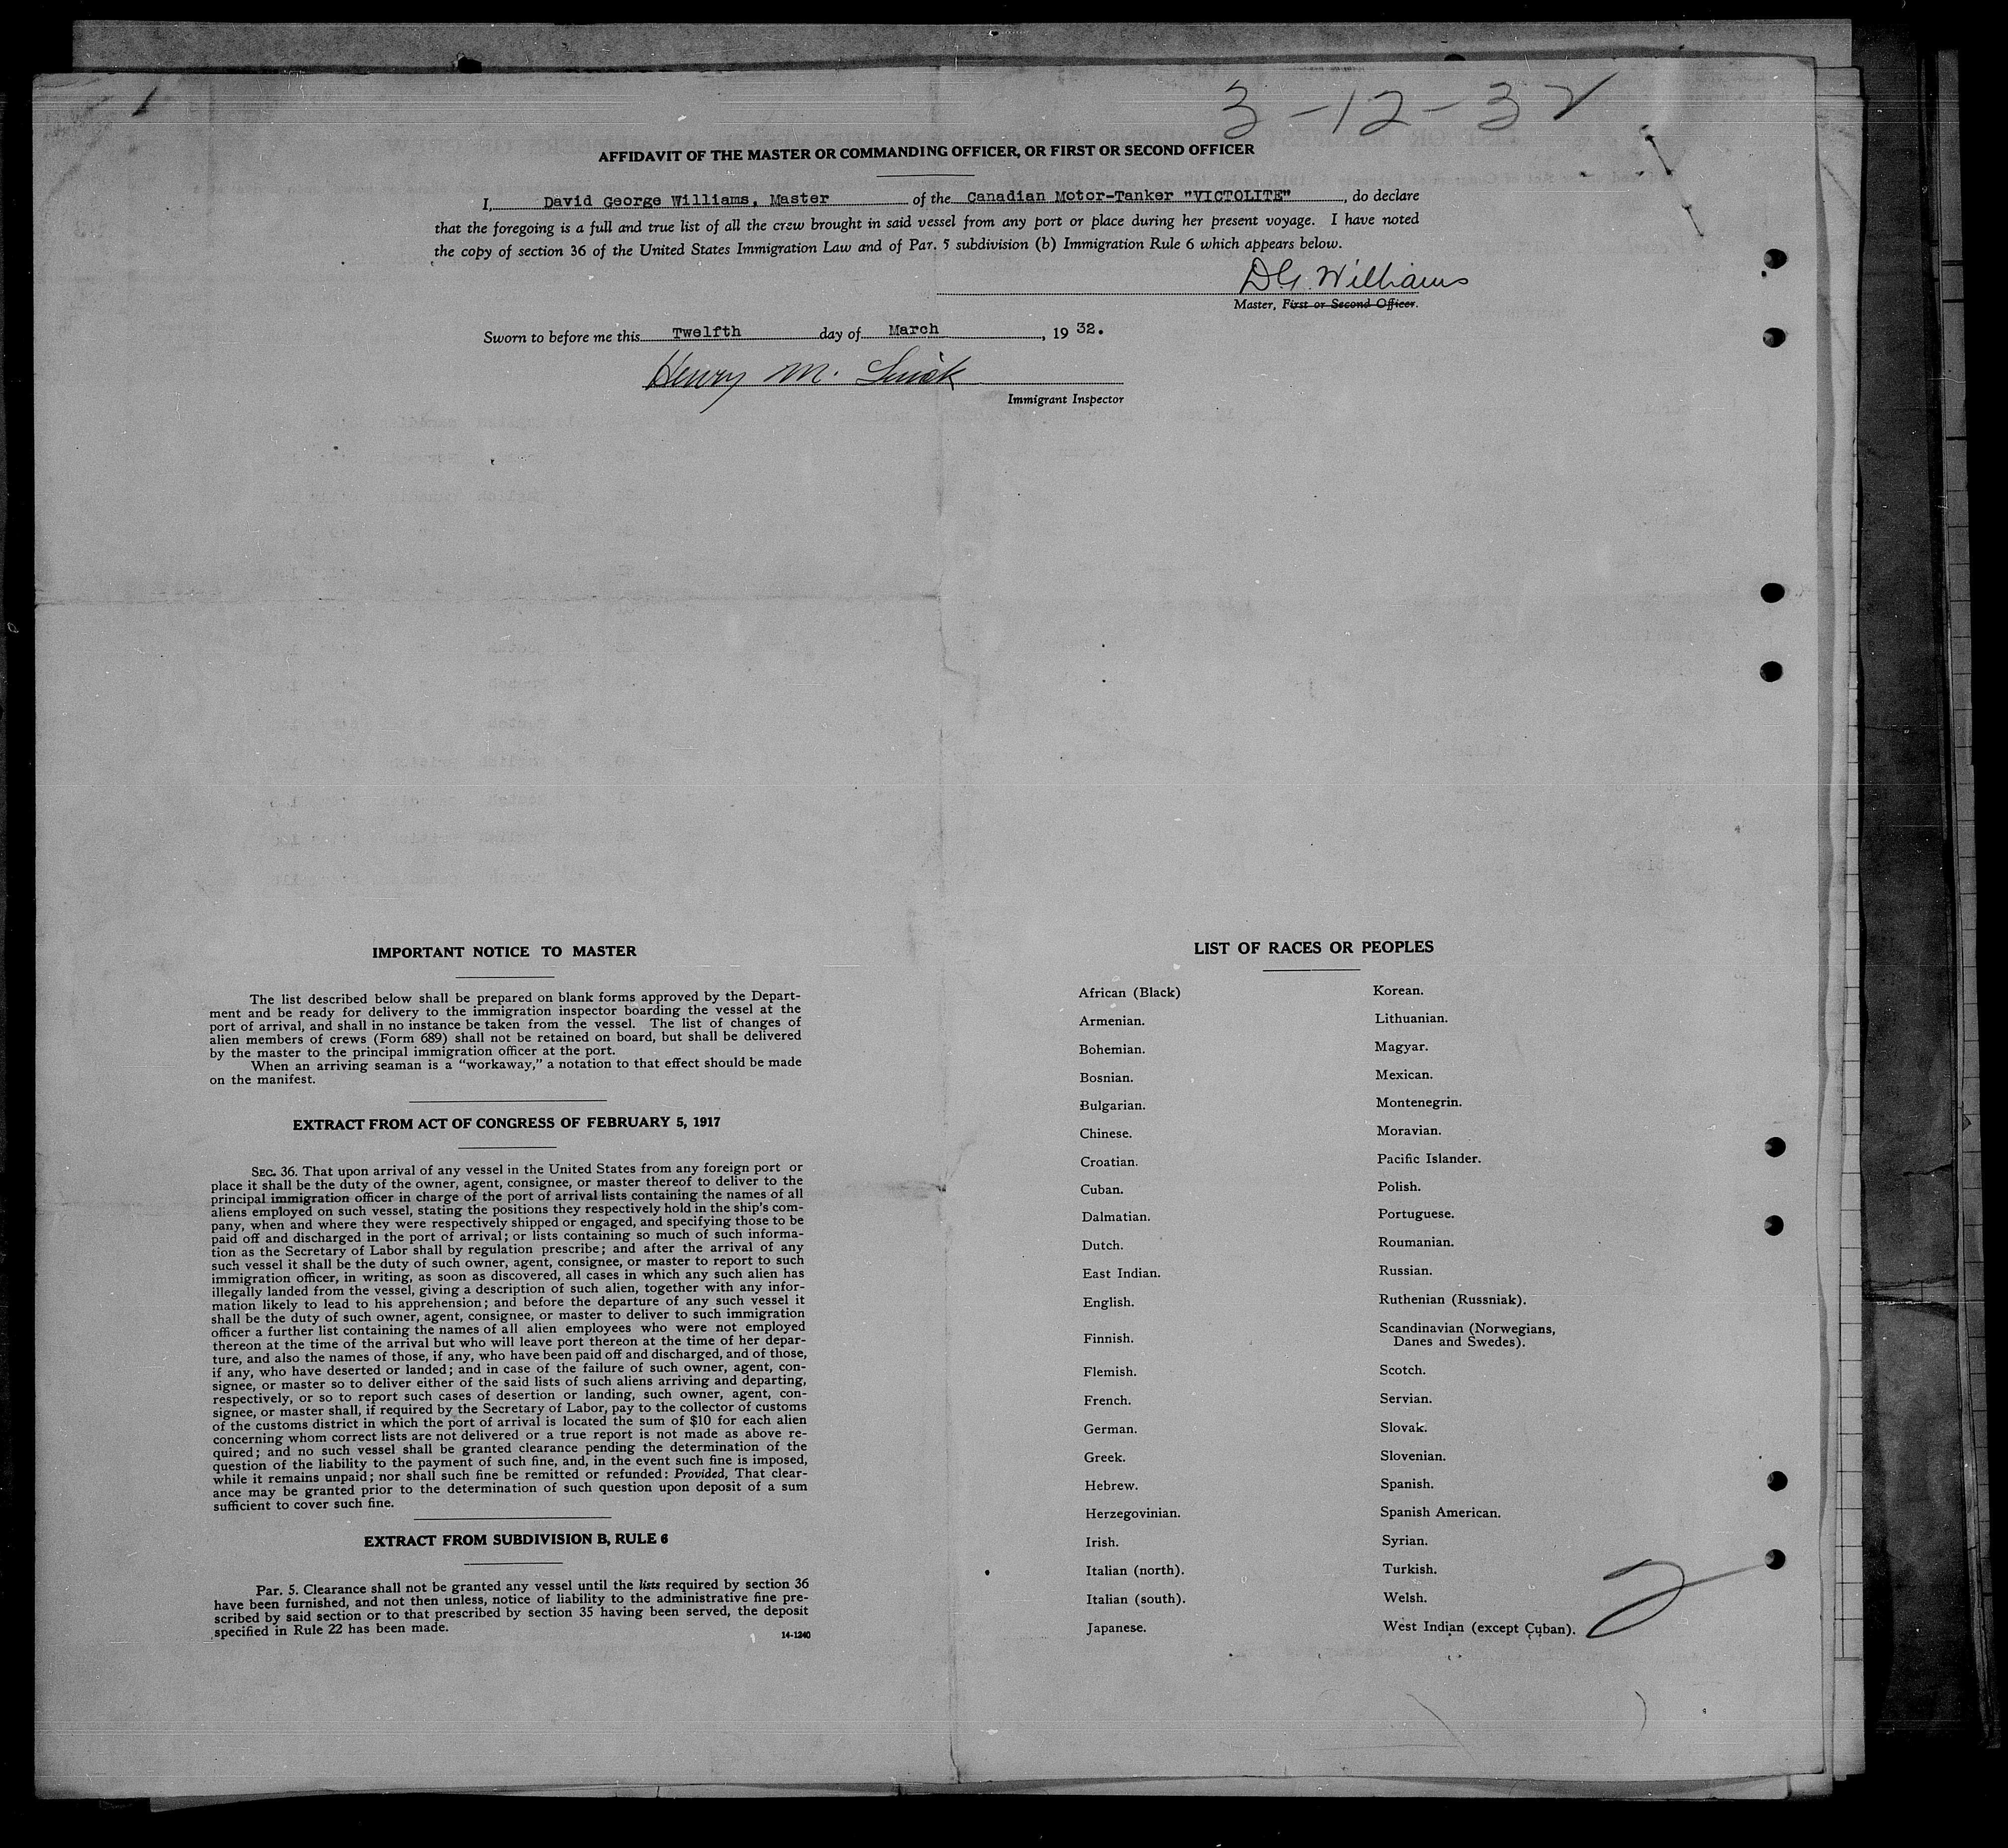 3-12-32
AFFIDAVIT OF THE MASTER OR COMMANDING OFFICER, OR FIRST OR SECOND OFFICER
I, David George Williams, Master of the Canadian Motor-Tanker "VICTOLITE", do declare
that the foregoing is a full and true list of all the crew brought in said vessel from any port or place during her present voyage. I have noted
the copy of section 36 of the United States Immigration Law and of Par. 5 subdivision (b) Immigration Rule 6 which appears below.
D.G. Williams
Master, First or Second Officer.
Sworn to before me this Twelfth day of March, 19 32.
Henry M.
Immigrant Inspector
IMPORTANT NOTICE TO MASTER
The list described below shall be prepared on blank forms approved by the Depart-
ment and be ready for delivery to the immigration inspector boarding the vessel at the
port of arrival, and shall in no instance be taken from the vessel. The list of changes of
alien members of crews (Form 689) shall not be retained on board, but shall be delivered
by the master to the principal immigration officer at the port.
When an arriving seaman is a "workaway," a notation to that effect should be made
on the manifest.
EXTRACT FROM ACT OF CONGRESS OF FEBRUARY 5, 1917
SEC. 36. That upon arrival of any vessel in the United States from any foreign port or
place it shall be the duty of the owner, agent, consignee, or master thereof to deliver to the
principal immigration officer in charge of the port of arrival lists containing the names of all
aliens employed on such vessel, stating the positions they respectively hold in the ship's com-
pany, when and where they were respectively shipped or engaged, and specifying those to be
paid off and discharged in the port of arrival; or lists containing so much of such informa-
tion as the Secretary of Labor shall by regulation prescribe; and after the arrival of any
such vessel it shall be the duty of such owner, agent, consignee, or master to report to such
immigration officer, in writing, as soon as discovered, all cases in which any such alien has
illegally landed from the vessel, giving a description of such alien, together with any infor-
mation likely to lead to his apprehension; and before the departure of any such vessel it
shall be the duty of such owner, agent, consignee, or master to deliver to such immigration
officer a further list containing the names of all alien employees who were not employed
thereon at the time of the arrival but who will leave port thereon at the time of her depar-
ture, and also the names of those, if any, who have been paid off and discharged, and of those,
if any, who have deserted or landed; and in case of the failure of such owner, agent, con-
signee, or master so to deliver either of the said lists of such aliens arriving and departing,
respectively, or so to report such cases of desertion or landing, such owner, agent, con-
signee, or master shall, if required by the Secretary of Labor, pay to the collector of customs
of the customs district in which the port of arrival is located the sum of $10 for each alien
concerning whom correct lists are not delivered or a true report is not made as above re-
quired; and no such vessel shall be granted clearance pending the determination of the
question of the liability to the payment of such fine, and, in the event such fine is imposed,
while it remains unpaid; nor shall such fine be remitted or refunded: Provided, That clear-
ance may be granted prior to the determination of such question upon deposit of a sum
sufficient to cover such fine.
EXTRACT FROM SUBDIVISION B, RULE 6
Par. 5. Clearance shall not be granted any vessel until the lists required by section 36
have been furnished, and not then unless, notice of liability to the administrative fine pre-
scribed by said section or to that prescribed by section 35 having been served, the deposit
specified in Rule 22 has been made.
14-1240
LIST OF RACES OR PEOPLES
African (Black)
Armenian.
Bohemian.
Bosnian.
Bulgarian.
Chinese.
Croatian.
Cuban.
Dalmatian.
Dutch.
East Indian.
English.
Finnish.
Flemish.
French.
German.
Greek.
Hebrew.
Herzegovinian.
Irish.
Italian (north).
Italian (south).
Japanese.
Korean.
Lithuanian.
Magyar.
Mexican.
Montenegrin.
Moravian.
Pacific Islander.
Polish.
Portuguese.
Roumanian.
Russian.
Ruthenian (Russniak).
Scandinavian (Norwegians,
Danes and Swedes).
Scotch.
Servian.
Slovak.
Slovenian.
Spanish.
Spanish American.
Syrian.
Turkish.
Welsh.
West Indian (except Cuban).
2